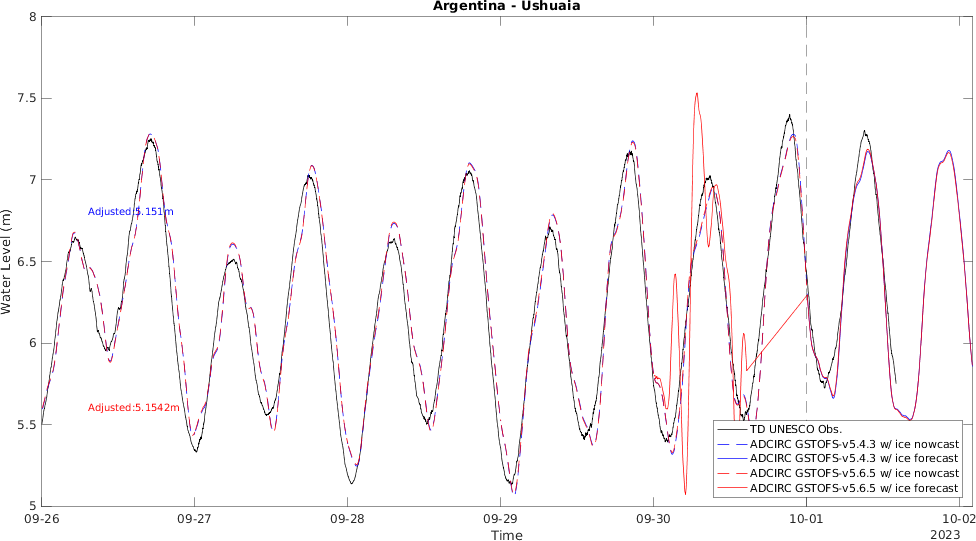 Argentina - Ushuaia
8
7.5
7
6.5
6
5.5
5
Water Level (m)
Adjusted:5.151m
Adjusted:5.1542m
TD UNESCO Obs.
ADCIRC GSTOFS-v5.4.3 w/ ice nowcast
ADCIRC GSTOFS-v5.4.3 w/ ice forecast
ADCIRC GSTOFS-v5.6.5 w/ ice nowcast
ADCIRC GSTOFS-v5.6.5 w/ ice forecast
09-26 09-27 09-28 09-29 09-30 10-01 10-02
Time
2023